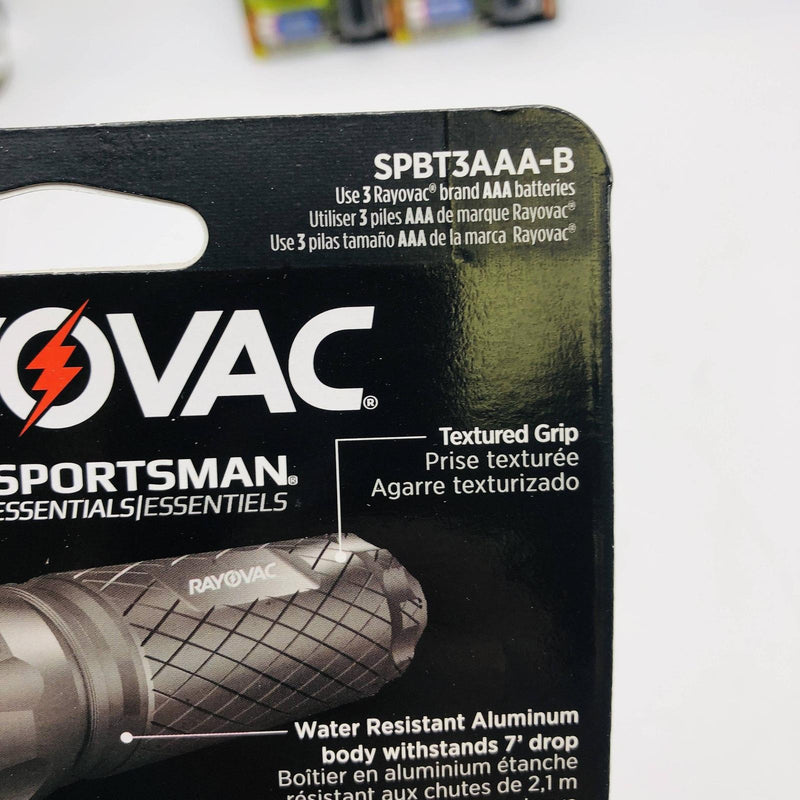 SPBT3AAA-B
Use 3 Rayovac® brand AAA batteries
Utiliser 3 piles AAA de marque Rayovac®
Use 3 pilas tamaño AAA de la marca Rayovac®
YOVAC®
SPORTSMAN®
ESSENTIALS|ESSENTIELS
Textured Grip
Prise texturée
Agarre texturizado
RAYOVAC
Water Resistant Aluminum
body withstands 7' drop
Boîtier en aluminium étanche
résistant aux chutes de 2,1 m